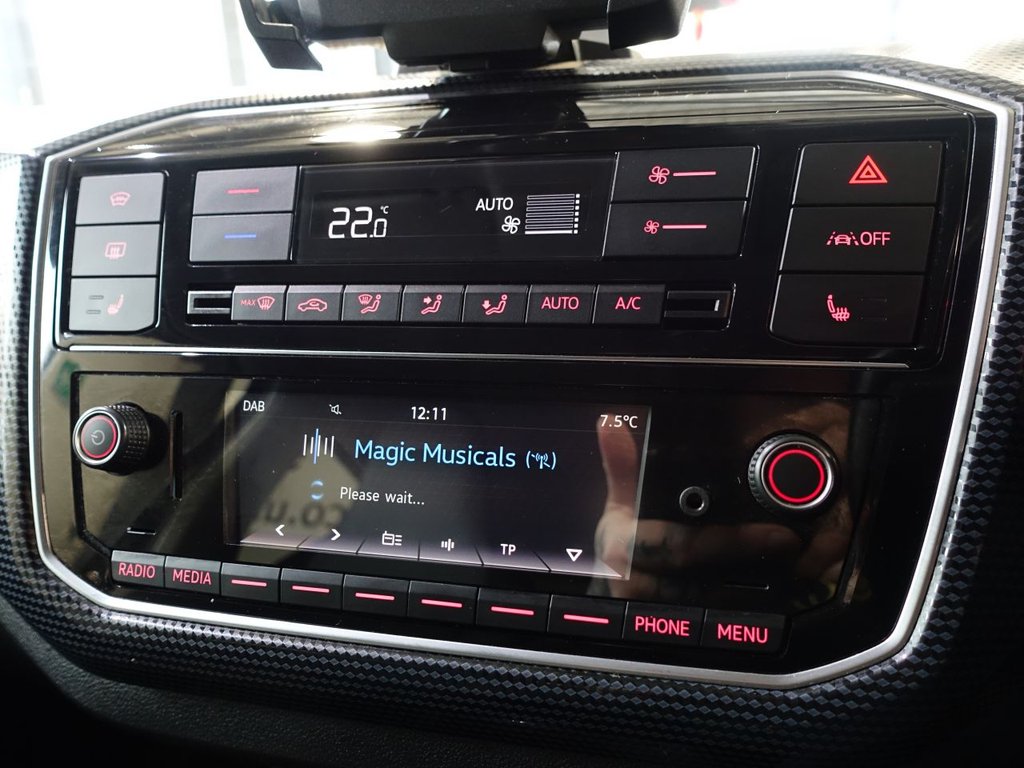 22.0 °C
AUTO
OFF
MAX
AUTO
A/C
DAB
12:11
7.5°C
Magic Musicals
Please wait...
TP
RADIO
MEDIA
PHONE
MENU